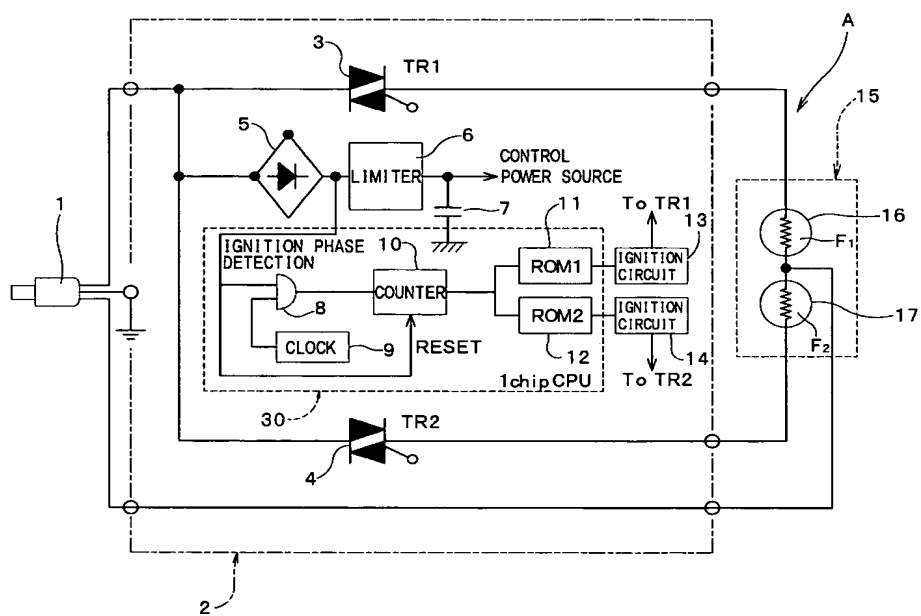 A
3
TR1
15
5
6
LIMITER
CONTROL
POWER SOURCE
7
1
11
To TR1
13
16
F1
IGNITION PHASE
DETECTION
10
ROM1
IGNITION
CIRCUIT
8
COUNTER
ROM2
IGNITION
CIRCUIT
17
F2
CLOCK
9
RESET
12
14
1chip CPU
To TR2
30
TR2
4
2